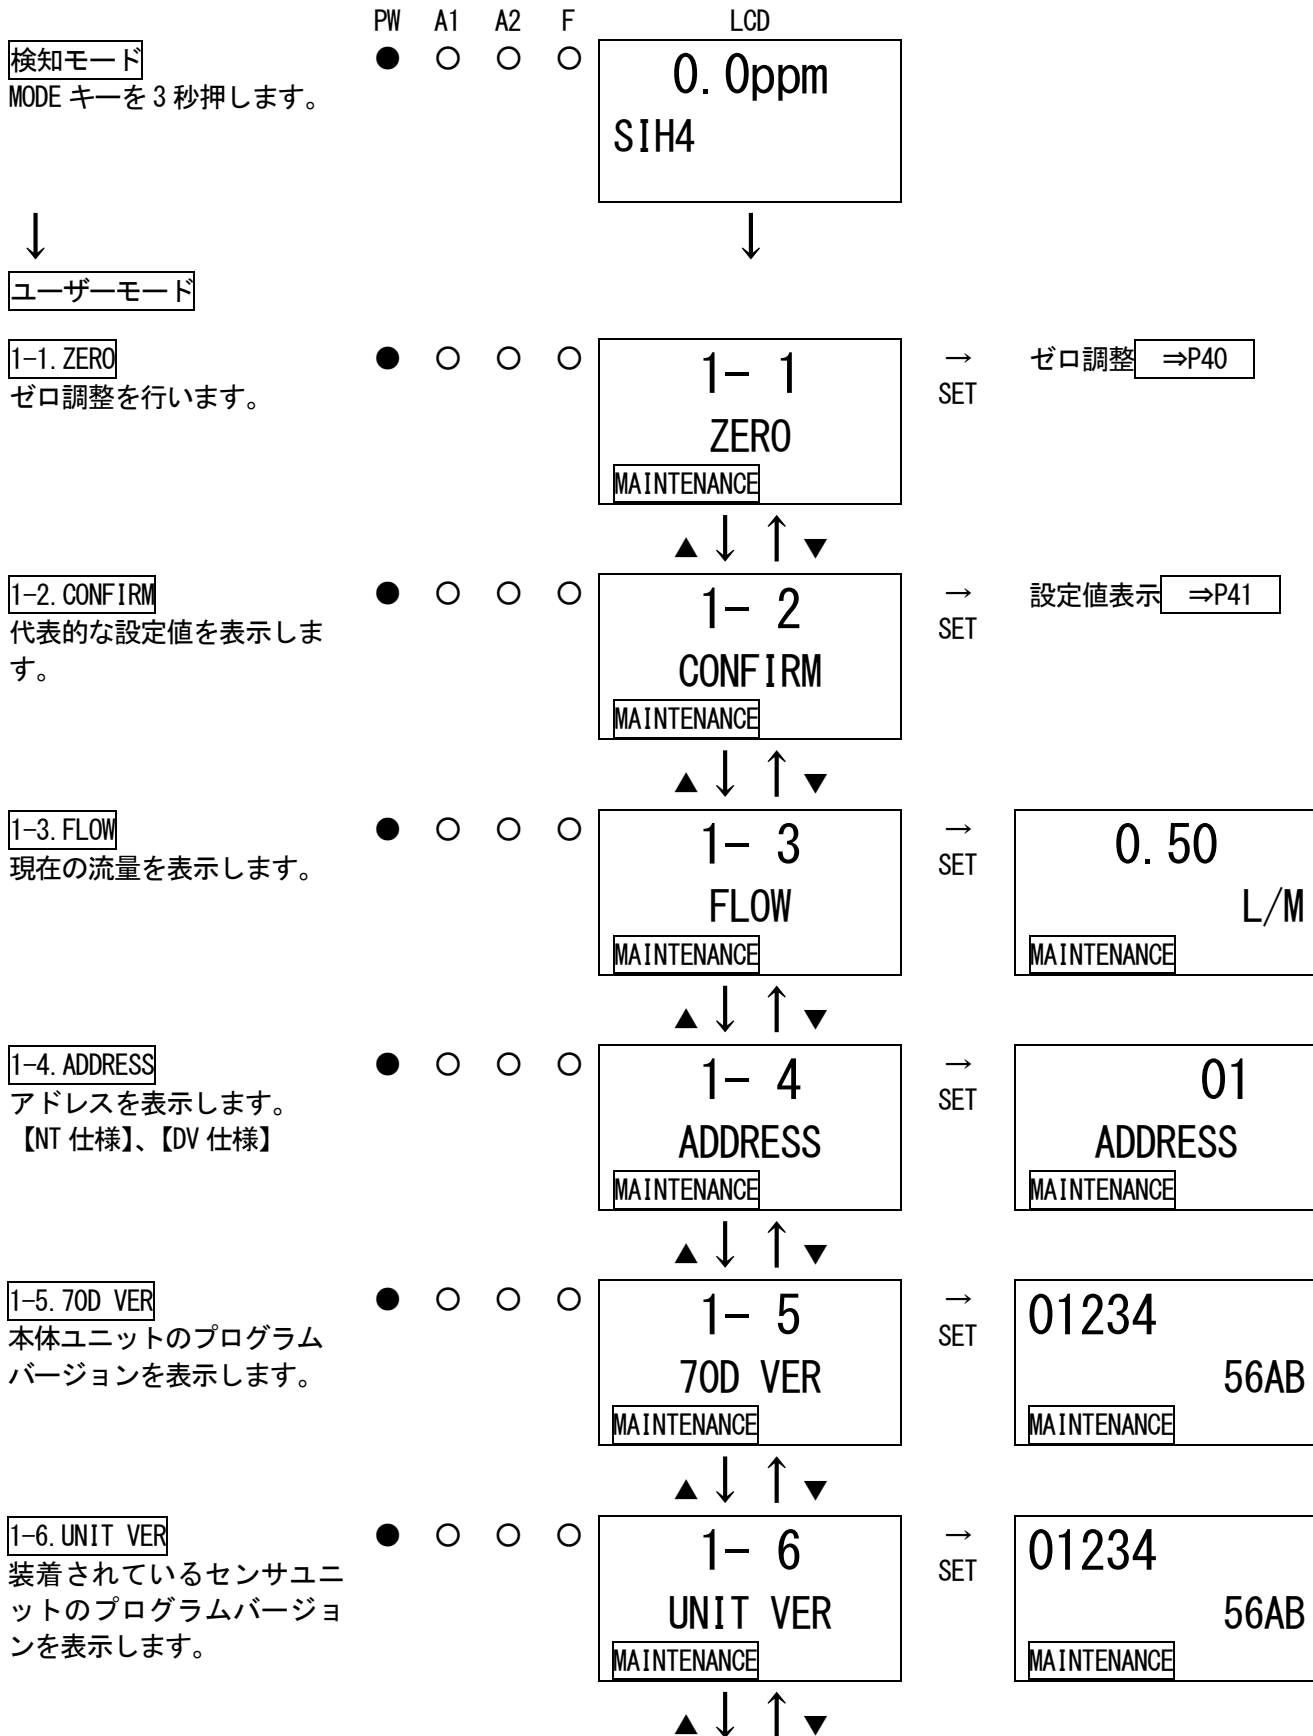 PW A1 A2 F LCD
検知モード ● ○ ○ ○ 0.0ppm
MODE キーを 3 秒押します。
SIH4
↓ ↓
ユーザーモード
1-1.ZERO ● ○ ○ ○ 1- 1 → ゼロ調整 ⇒P40
ゼロ調整を行います。 SET
ZERO
MAINTENANCE
▲ ↓ ↑ ▼
1-2.CONFIRM ● ○ ○ ○ 1- 2 → 設定値表示 ⇒P41
代表的な設定値を表示しま SET
す。 CONFIRM
MAINTENANCE
▲ ↓ ↑ ▼
1-3.FLOW ● ○ ○ ○ 1- 3 → 0.50
現在の流量を表示します。 SET
FLOW L/M
MAINTENANCE MAINTENANCE
▲ ↓ ↑ ▼
1-4.ADDRESS ● ○ ○ ○ 1- 4 → 01
アドレスを表示します。 SET
【NT 仕様】、【DV 仕様】 ADDRESS ADDRESS
MAINTENANCE MAINTENANCE
▲ ↓ ↑ ▼
1-5.70D VER ● ○ ○ ○ 1- 5 → 01234
本体ユニットのプログラム SET
バージョンを表示します。 70D VER 56AB
MAINTENANCE MAINTENANCE
▲ ↓ ↑ ▼
1-6.UNIT VER ● ○ ○ ○ 1- 6 → 01234
装着されているセンサユニ SET
ットのプログラムバージョ UNIT VER 56AB
ンを表示します。
MAINTENANCE MAINTENANCE
▲ ↓ ↑ ▼